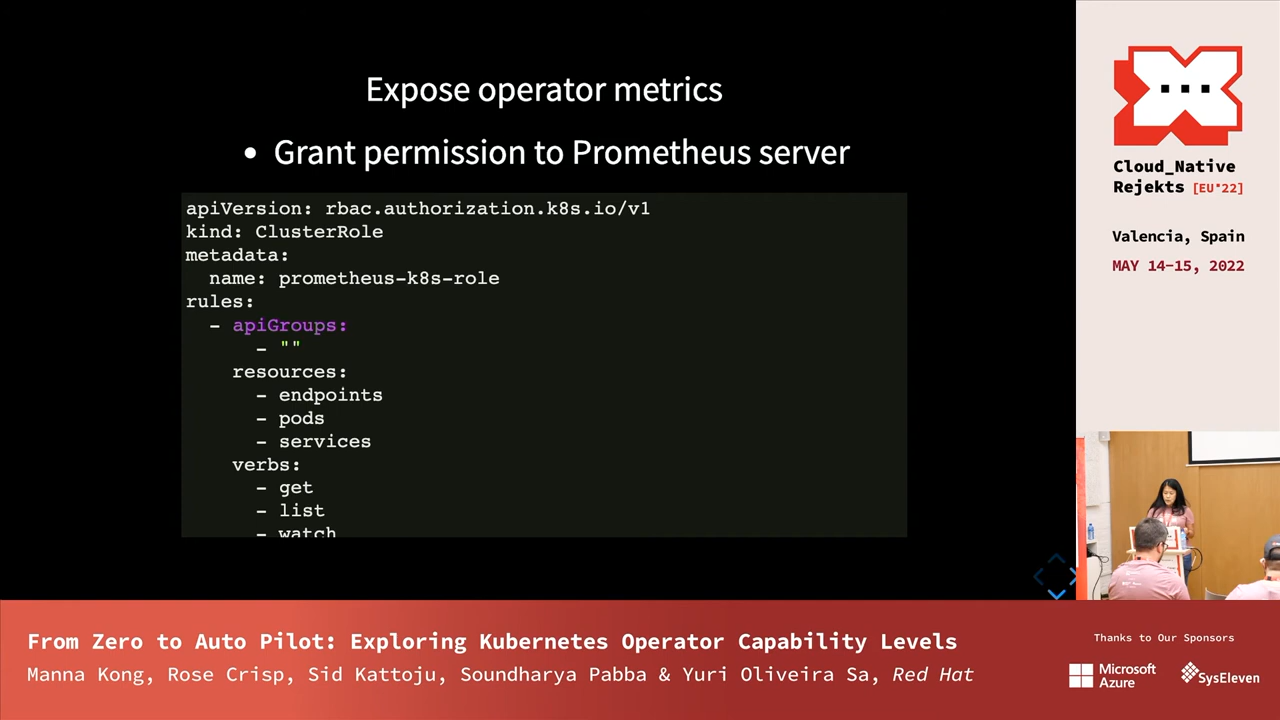 Expose operator metrics
• Grant permission to Prometheus server
apiVersion: rbac.authorization.k8s.io/v1
kind: ClusterRole
metadata:
  name: prometheus-k8s-role
rules:
  - apiGroups:
      - ""
    resources:
      - endpoints
      - pods
      - services
    verbs:
      - get
      - list
      - watch
Cloud_Native
Rejekts [EU*22]
Valencia, Spain
MAY 14-15, 2022
From Zero to Auto Pilot: Exploring Kubernetes Operator Capability Levels
Manna Kong, Rose Crisp, Sid Kattoju, Soundharya Pabba & Yuri Oliveira Sa, Red Hat
Thanks to Our Sponsors
Microsoft
Azure
SysEleven